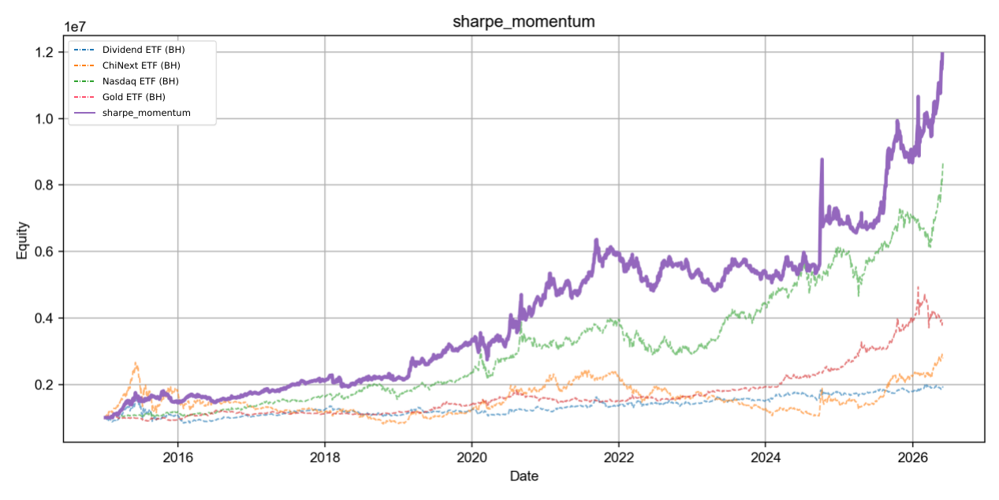 sharpe_momentum
1e7
Dividend ETF (BH)
ChiNext ETF (BH)
Nasdaq ETF (BH)
Gold ETF (BH)
sharpe_momentum
1.2
1.0
0.8
0.6
0.4
0.2
Equity
2016 2018 2020 2022 2024 2026
Date